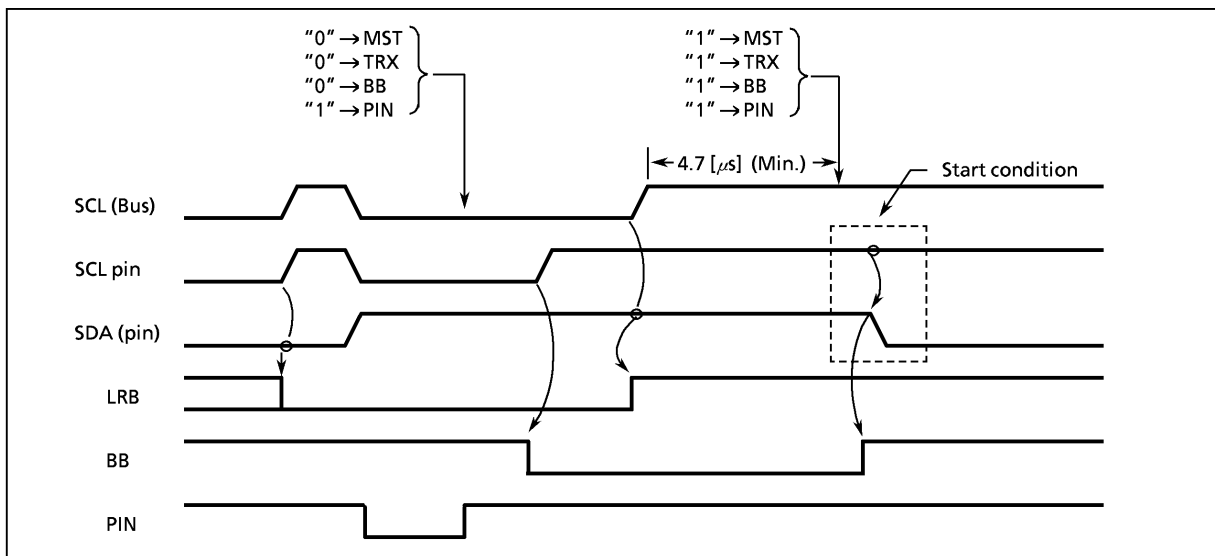 "0" → MST
"0" → TRX
"0" → BB
"1" → PIN
"1" → MST
"1" → TRX
"1" → BB
"1" → PIN
4.7 [μs] (Min.)
Start condition
SCL (Bus)
SCL pin
SDA (pin)
LRB
BB
PIN